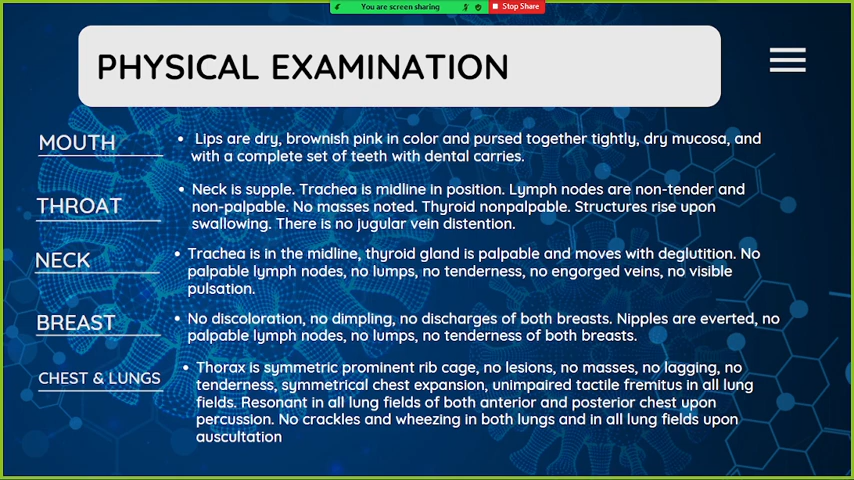 You are screen sharing
Stop Share
PHYSICAL EXAMINATION
MOUTH
• Lips are dry, brownish pink in color and pursed together tightly, dry mucosa, and
with a complete set of teeth with dental carries.
THROAT
• Neck is supple. Trachea is midline in position. Lymph nodes are non-tender and
non-palpable. No masses noted. Thyroid nonpalpable. Structures rise upon
swallowing. There is no jugular vein distention.
NECK
• Trachea is in the midline, thyroid gland is palpable and moves with deglutition. No
palpable lymph nodes, no lumps, no tenderness, no engorged veins, no visible
pulsation.
BREAST
• No discoloration, no dimpling, no discharges of both breasts. Nipples are everted, no
palpable lymph nodes, no lumps, no tenderness of both breasts.
CHEST & LUNGS
• Thorax is symmetric prominent rib cage, no lesions, no masses, no lagging, no
tenderness, symmetrical chest expansion, unimpaired tactile fremitus in all lung
fields. Resonant in all lung fields of both anterior and posterior chest upon
percussion. No crackles and wheezing in both lungs and in all lung fields upon
auscultation